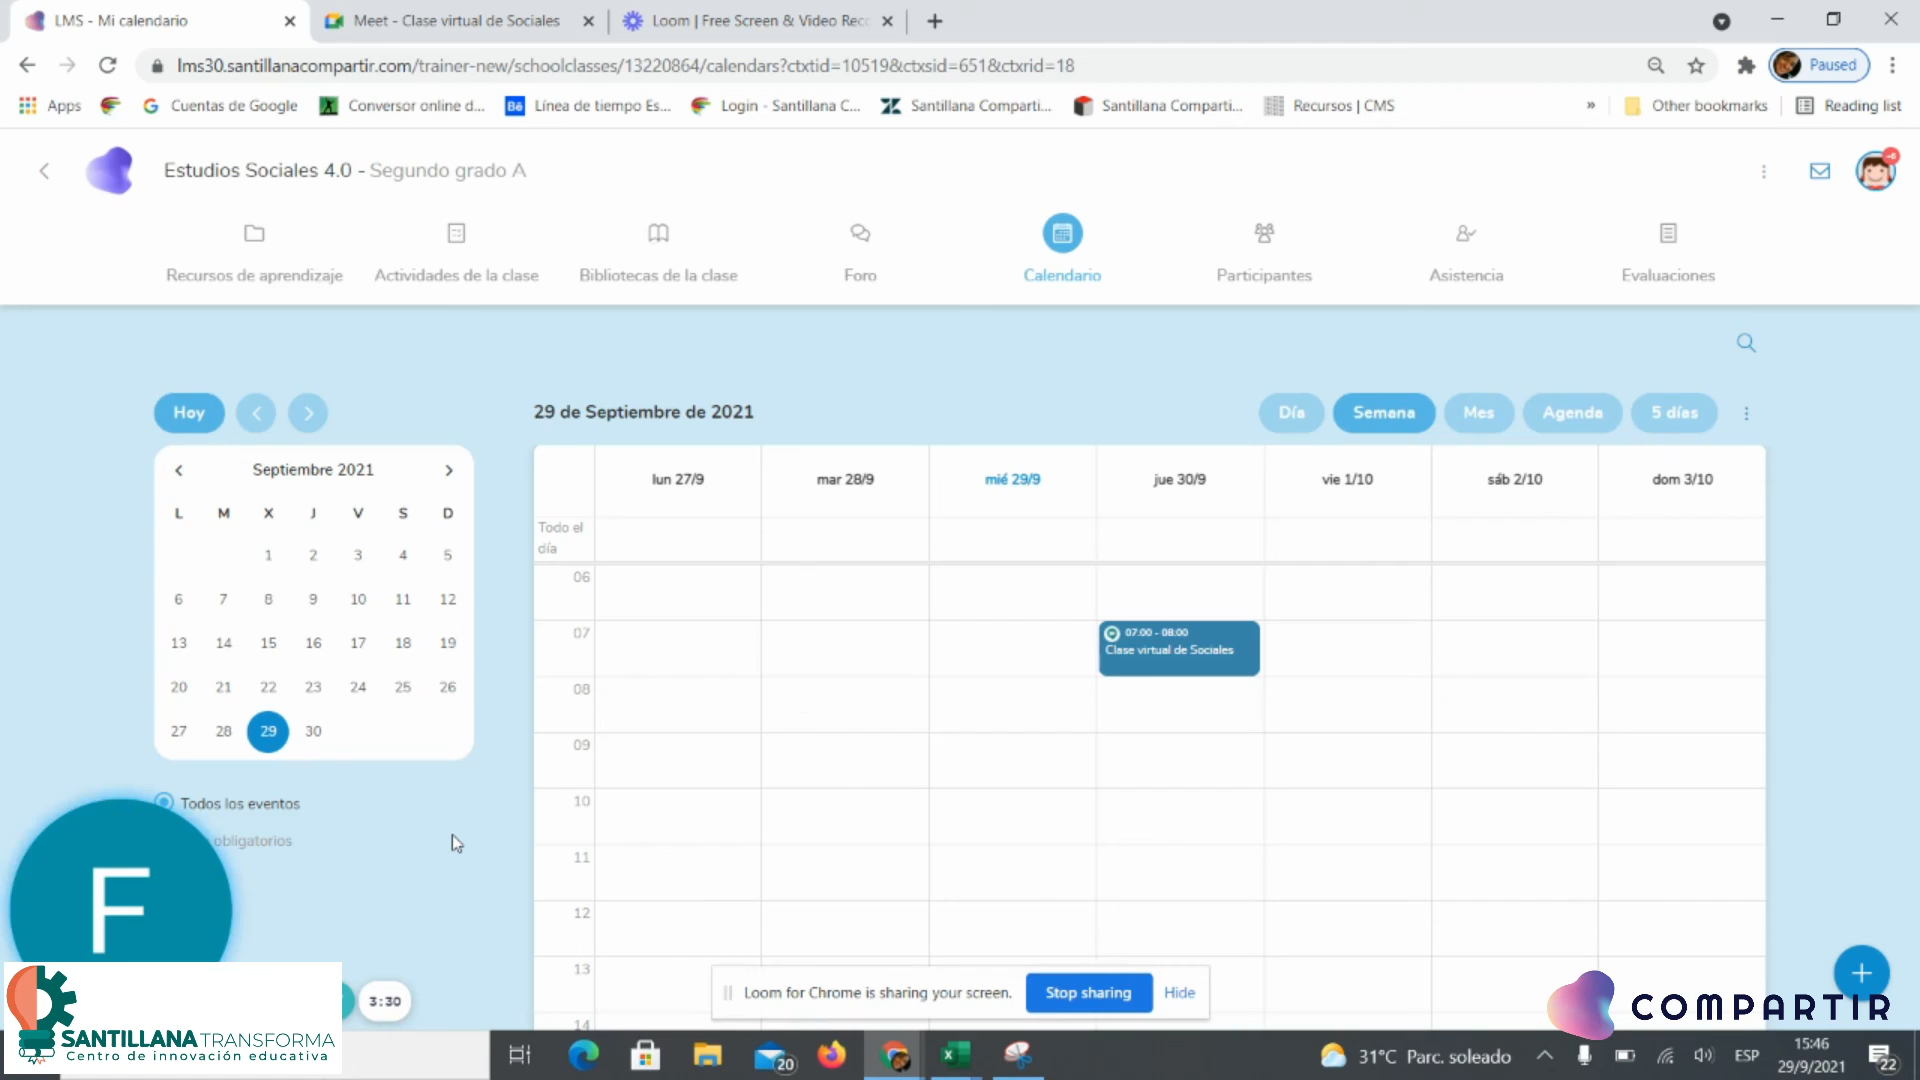 LMS - Mi calendario
Meet - Clase virtual de Sociales
Loom | Free Screen & Video Rec
lms30.santillanacompartir.com/trainer-new/schoolclasses/13220864/calendars?ctxtid=10519&ctxsid=651&ctxrid=18
Paused
Apps
Cuentas de Google
Conversor online d...
Bē
Línea de tiempo Es...
Login - Santillana C...
Santillana Comparti...
Santillana Comparti...
Recursos | CMS
»
Other bookmarks
Reading list
Estudios Sociales 4.0 - Segundo grado A
Recursos de aprendizaje
Actividades de la clase
Bibliotecas de la clase
Foro
Calendario
Participantes
Asistencia
Evaluaciones
Hoy
29 de Septiembre de 2021
Día
Semana
Mes
Agenda
5 días
Septiembre 2021
L M X J V S D
1 2 3 4 5
6 7 8 9 10 11 12
13 14 15 16 17 18 19
20 21 22 23 24 25 26
27 28 29 30
Todos los eventos
obligatorios
lun 27/9
mar 28/9
mié 29/9
jue 30/9
vie 1/10
sáb 2/10
dom 3/10
Todo el
día
06
07
07:00 - 08:00
Clase virtual de Sociales
08
09
10
11
12
13
14
F
3:30
SANTILLANA TRANSFORMA
Centro de innovación educativa
Loom for Chrome is sharing your screen.
Stop sharing
Hide
COMPARTIR
20
31°C Parc. soleado
ESP
15:46
29/9/2021
22